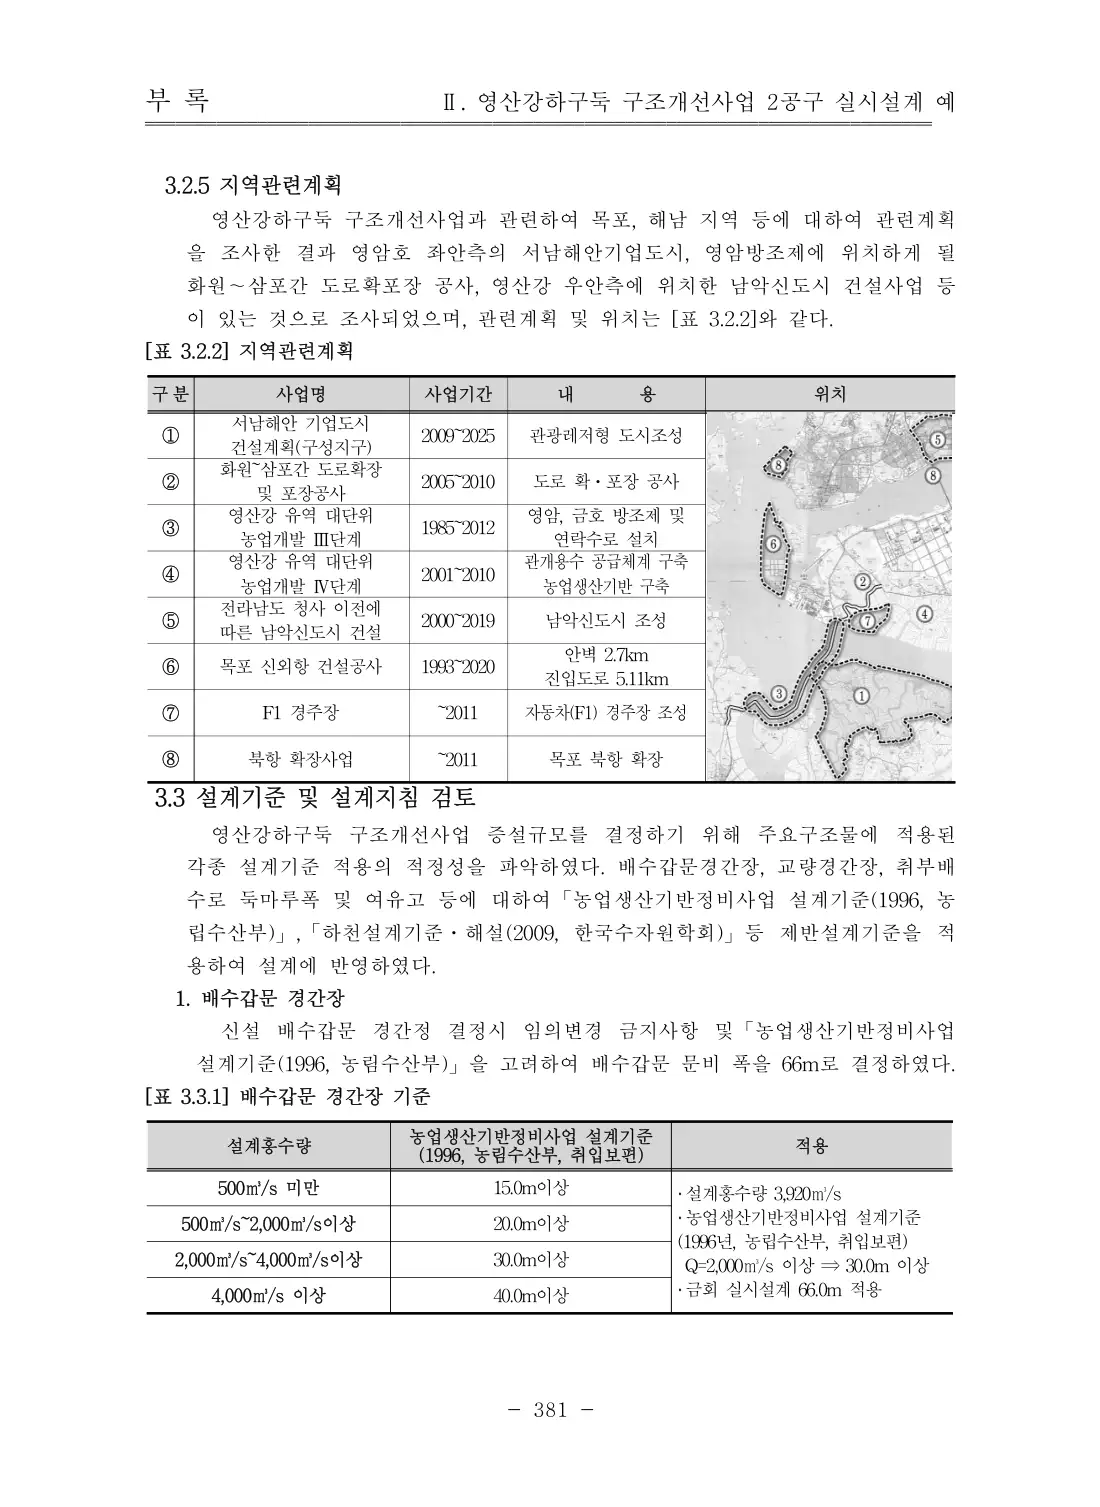 부 록
Ⅱ. 영산강하구둑 구조개선사업 2공구 실시설계 예
3.2.5 지역관련계획
영산강하구둑 구조개선사업과 관련하여 목포, 해남 지역 등에 대하여 관련계획
을 조사한 결과 영암호 좌안측의 서남해안기업도시, 영암방조제에 위치하게 될
화원～삼포간 도로확포장 공사, 영산강 우안측에 위치한 남악신도시 건설사업 등
이 있는 것으로 조사되었으며, 관련계획 및 위치는 [표 3.2.2]와 같다.
[표 3.2.2] 지역관련계획
구 분 사업명 사업기간 내 용 위치
① 서남해안 기업도시 건설계획(구성지구) 2009~2025 관광레저형 도시조성
② 화원~삼포간 도로확장 및 포장공사 2005~2010 도로 확・포장 공사
③ 영산강 유역 대단위 농업개발 Ⅲ단계 1985~2012 영암, 금호 방조제 및 연락수로 설치
④ 영산강 유역 대단위 농업개발 Ⅳ단계 2001~2010 관개용수 공급체계 구축 농업생산기반 구축
⑤ 전라남도 청사 이전에 따른 남악신도시 건설 2000~2019 남악신도시 조성
⑥ 목포 신외항 건설공사 1993~2020 안벽 2.7km 진입도로 5.11km
⑦ F1 경주장 ~2011 자동차(F1) 경주장 조성
⑧ 북항 확장사업 ~2011 목포 북항 확장
⑤
⑧
⑧
⑥
②
⑦
④
③
①
3.3 설계기준 및 설계지침 검토
영산강하구둑 구조개선사업 증설규모를 결정하기 위해 주요구조물에 적용된
각종 설계기준 적용의 적정성을 파악하였다. 배수갑문경간장, 교량경간장, 취부배
수로 둑마루폭 및 여유고 등에 대하여「농업생산기반정비사업 설계기준(1996, 농
립수산부)」,「하천설계기준・해설(2009, 한국수자원학회)」등 제반설계기준을 적
용하여 설계에 반영하였다.
1. 배수갑문 경간장
신설 배수갑문 경간정 결정시 임의변경 금지사항 및「농업생산기반정비사업
설계기준(1996, 농림수산부)」을 고려하여 배수갑문 문비 폭을 66m로 결정하였다.
[표 3.3.1] 배수갑문 경간장 기준
설계홍수량 농업생산기반정비사업 설계기준 (1996, 농림수산부, 취입보편) 적용
500㎥/s 미만 15.0m이상
500㎥/s~2,000㎥/s이상 20.0m이상
2,000㎥/s~4,000㎥/s이상 30.0m이상
4,000㎥/s 이상 40.0m이상
·설계홍수량 3,920㎥/s
·농업생산기반정비사업 설계기준
(1996년, 농립수산부, 취입보편)
Q=2,000㎥/s 이상 ⇒ 30.0m 이상
·금회 실시설계 66.0m 적용
－ 381 －